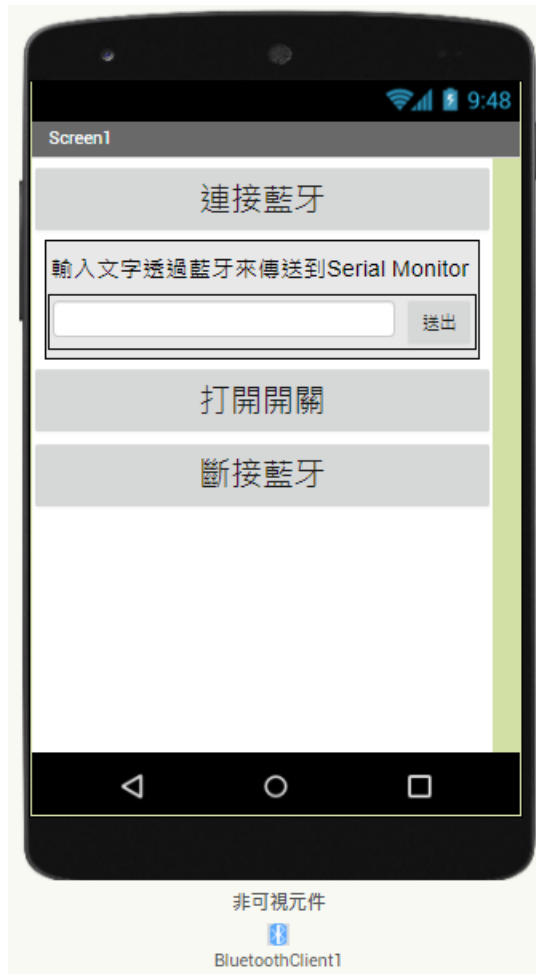 9:48
Screen1
連接藍牙
輸入文字透過藍牙來傳送到Serial Monitor
送出
打開開關
斷接藍牙
非可視元件
BluetoothClient1